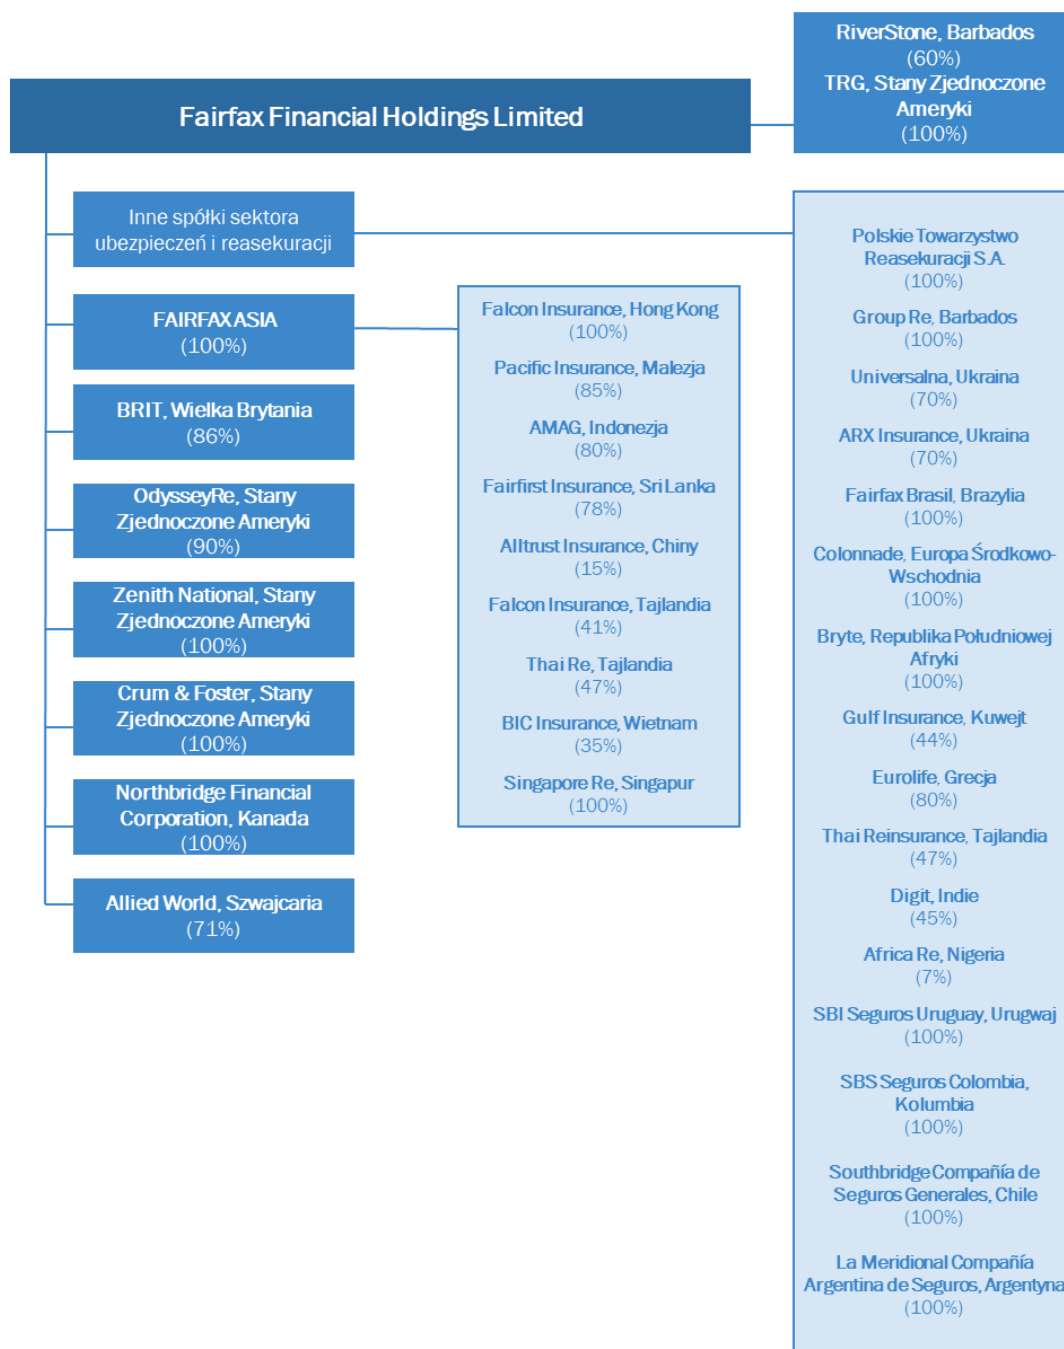 RiverStone, Barbados
(60%)
TRG, Stany Zjednoczone
Ameryki
(100%)
Fairfax Financial Holdings Limited
Inne spółki sektora
ubezpieczeń i reasekuracji
FAIRFAX ASIA
(100%)
BRIT, Wielka Brytania
(86%)
OdysseyRe, Stany
Zjednoczone Ameryki
(90%)
Zenith National, Stany
Zjednoczone Ameryki
(100%)
Crum & Foster, Stany
Zjednoczone Ameryki
(100%)
Northbridge Financial
Corporation, Kanada
(100%)
Allied World, Szwajcaria
(71%)
Falcon Insurance, Hong Kong
(100%)
Pacific Insurance, Malezja
(85%)
AMAG, Indonezja
(80%)
Fairfirst Insurance, Sri Lanka
(78%)
Alltrust Insurance, Chiny
(15%)
Falcon Insurance, Tajlandia
(41%)
Thai Re, Tajlandia
(47%)
BIC Insurance, Wietnam
(35%)
Singapore Re, Singapur
(100%)
Polskie Towarzystwo
Reasekuracji S.A.
(100%)
Group Re, Barbados
(100%)
Universalna, Ukraina
(70%)
ARX Insurance, Ukraina
(70%)
Fairfax Brasil, Brazylia
(100%)
Colonnade, Europa Środkowo-
Wschodnia
(100%)
Bryte, Republika Południowej
Afryki
(100%)
Gulf Insurance, Kuwejt
(44%)
Eurolife, Grecja
(80%)
Thai Reinsurance, Tajlandia
(47%)
Digit, Indie
(45%)
Africa Re, Nigeria
(7%)
SBI Seguros Uruguay, Urugwaj
(100%)
SBS Seguros Colombia,
Kolumbia
(100%)
Southbridge Compañía de
Seguros Generales, Chile
(100%)
La Meridional Compañía
Argentina de Seguros, Argentyna
(100%)